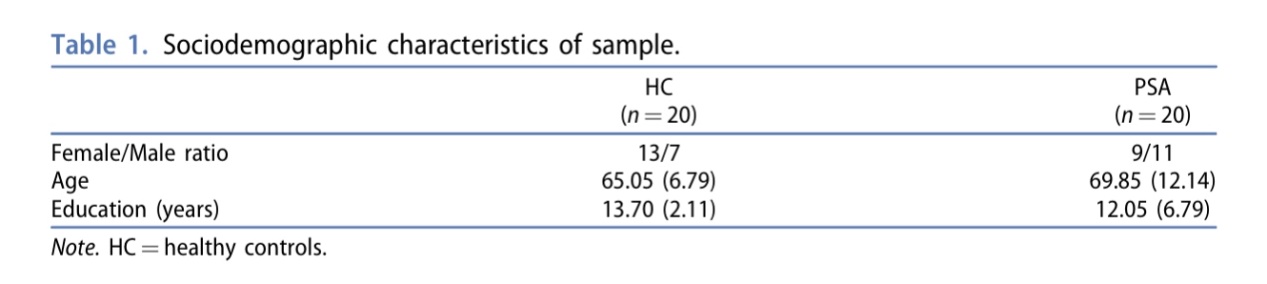 Table 1. Sociodemographic characteristics of sample.
HC PSA
(n = 20) (n = 20)
Female/Male ratio 13/7 9/11
Age 65.05 (6.79) 69.85 (12.14)
Education (years) 13.70 (2.11) 12.05 (6.79)
Note. HC = healthy controls.